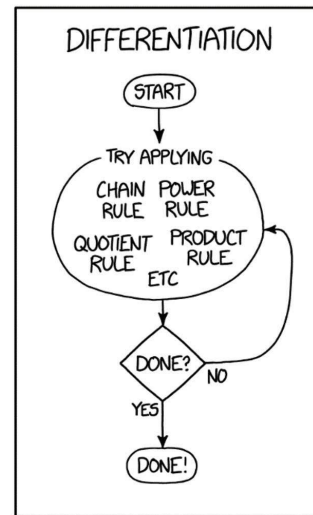 DIFFERENTIATION
START
TRY APPLYING
CHAIN POWER
RULE RULE
QUOTIENT PRODUCT
RULE RULE
ETC
DONE?
NO
YES
DONE!